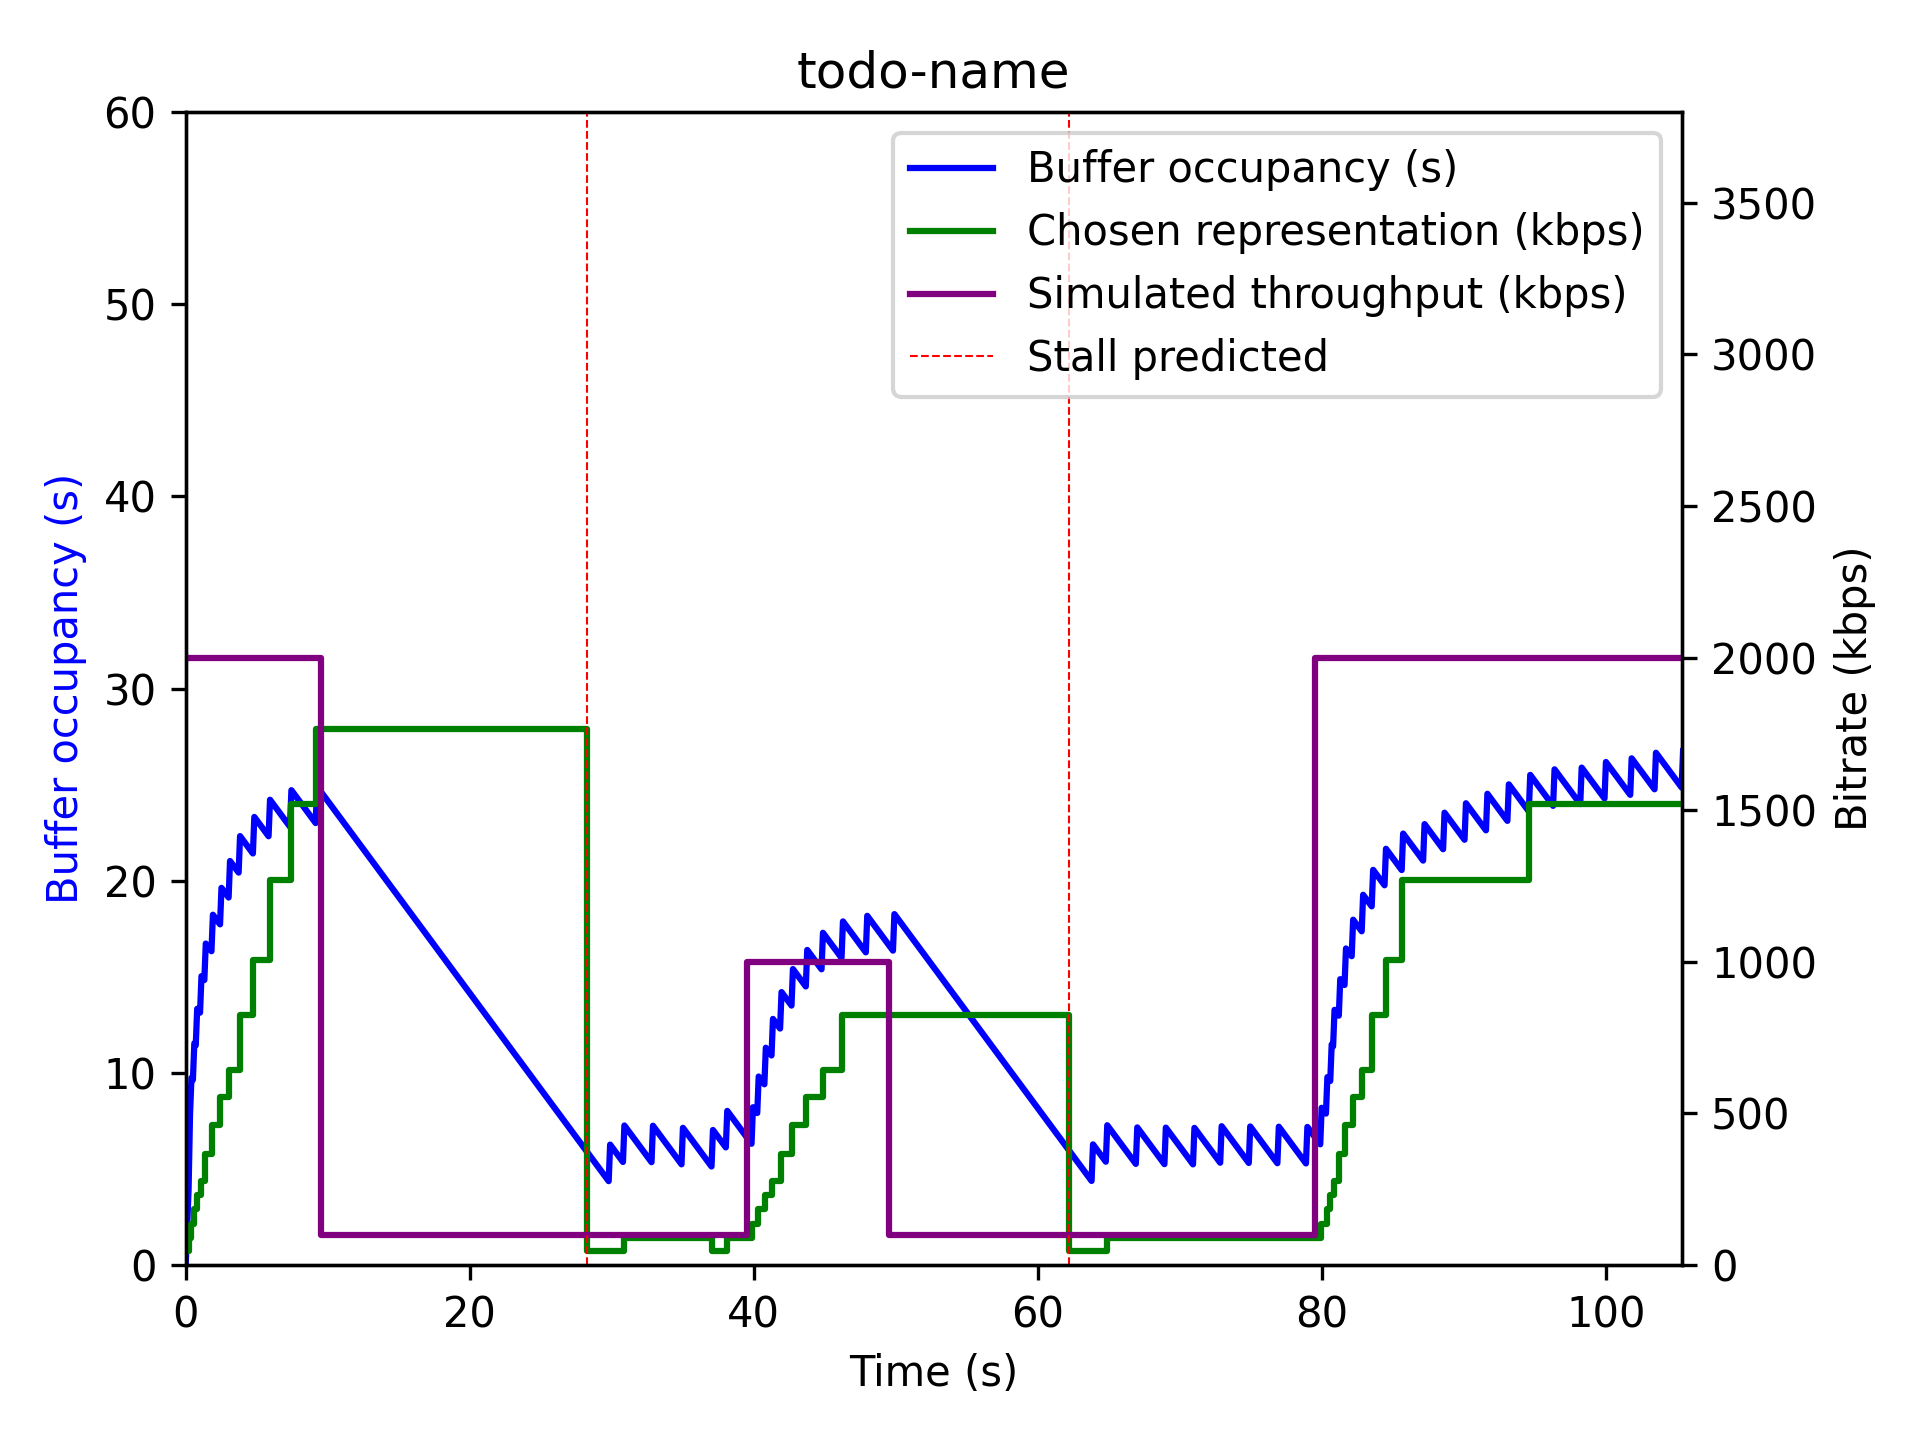 todo-name
Buffer occupancy (s)
Chosen representation (kbps)
Simulated throughput (kbps)
Stall predicted
60
50
40
30
20
10
0
Buffer occupancy (s)
3500
3000
2500
2000
1500
1000
500
0
Bitrate (kbps)
0 20 40 60 80 100
Time (s)